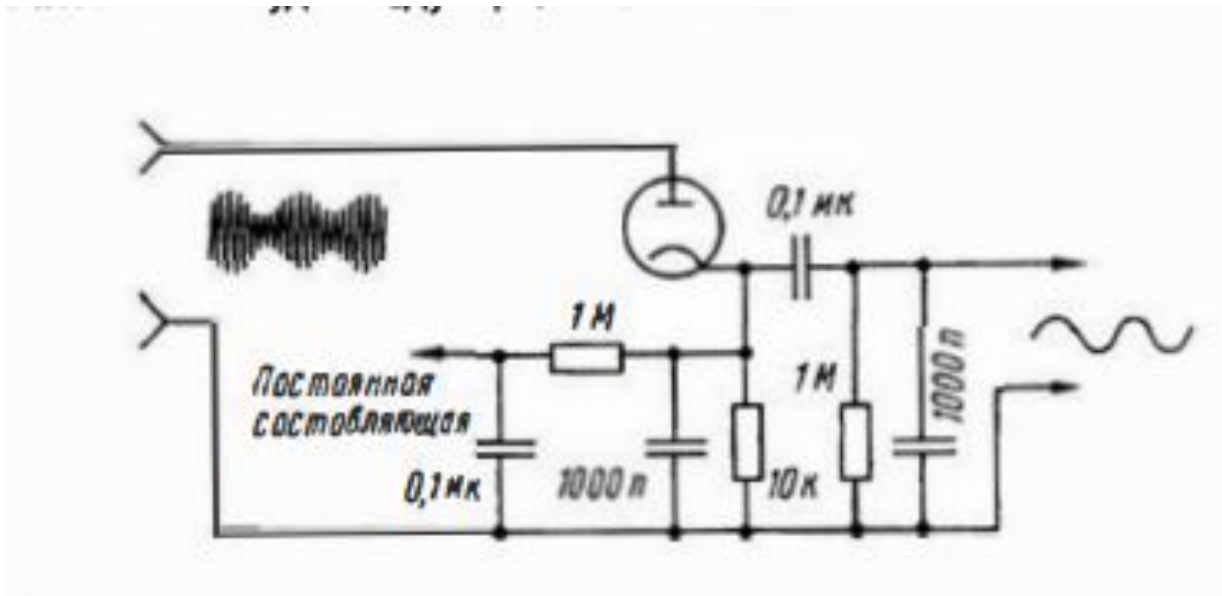 0,1 мк
1 М
Постоянная
составляющая
1 М
1000 п
0,1 мк
1000 п
10 к